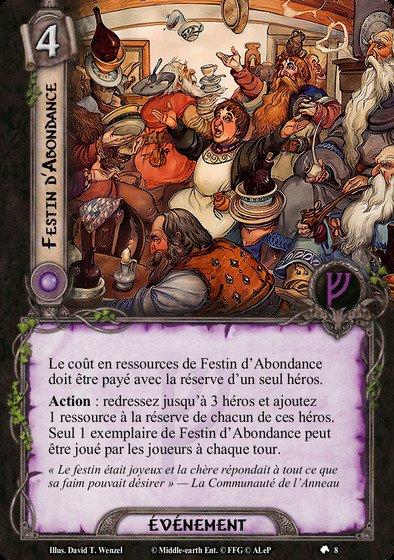 4
FESTIN D'ABONDANCE
Le coût en ressources de Festin d'Abondance
doit être payé avec la réserve d'un seul héros.
Action : redressez jusqu'à 3 héros et ajoutez
1 ressource à la réserve de chacun de ces héros.
Seul 1 exemplaire de Festin d'Abondance peut
être joué par les joueurs à chaque tour.
« Le festin était joyeux et la chère répondait à tout ce que
sa faim pouvait désirer » — La Communauté de l'Anneau
ÉVÉNEMENT
Illus. David T. Wenzel © Middle-earth Ent. © FFG © ALeP 8